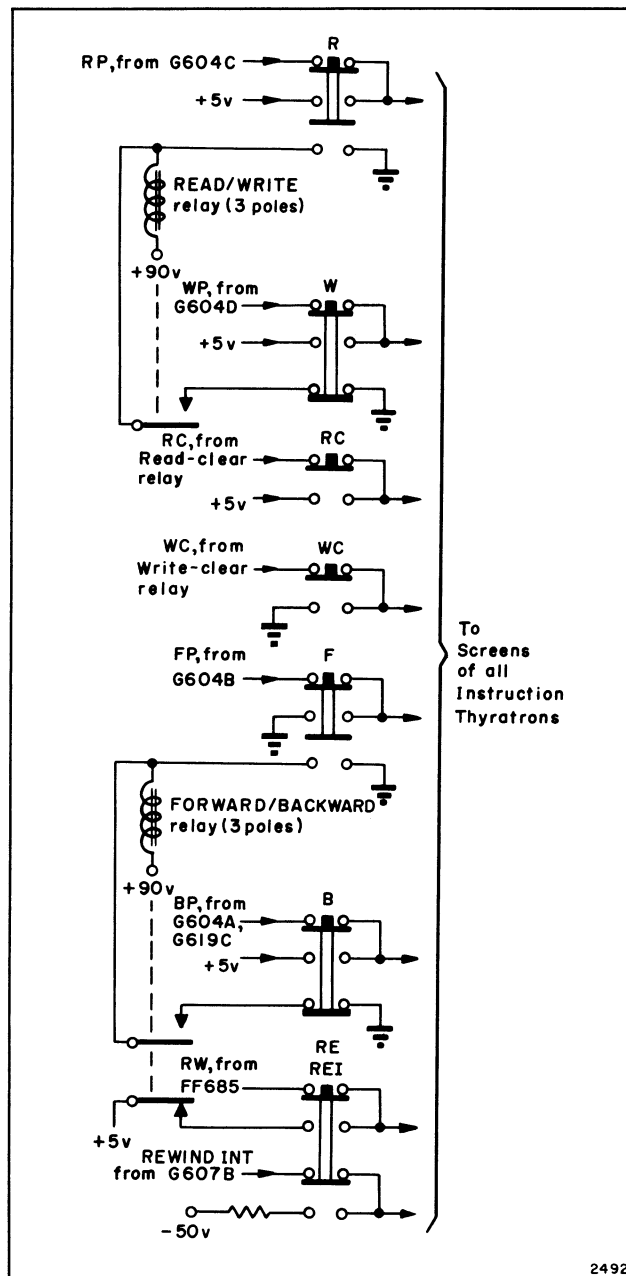 R
RP, from G604C
+5v
READ/WRITE
relay (3 poles)
+90v
WP, from
G604D
W
+5v
RC, from
Read-clear
relay
RC
+5v
WC, from
Write-clear
relay
WC
To
Screens
of all
Instruction
Thyratrons
FP, from
G604B
F
FORWARD/BACKWARD
relay (3 poles)
+90v
BP, from
G604A,
G619C
B
+5v
RE
REI
RW, from
FF685
+5v
REWIND INT
from G607B
-50v
2492